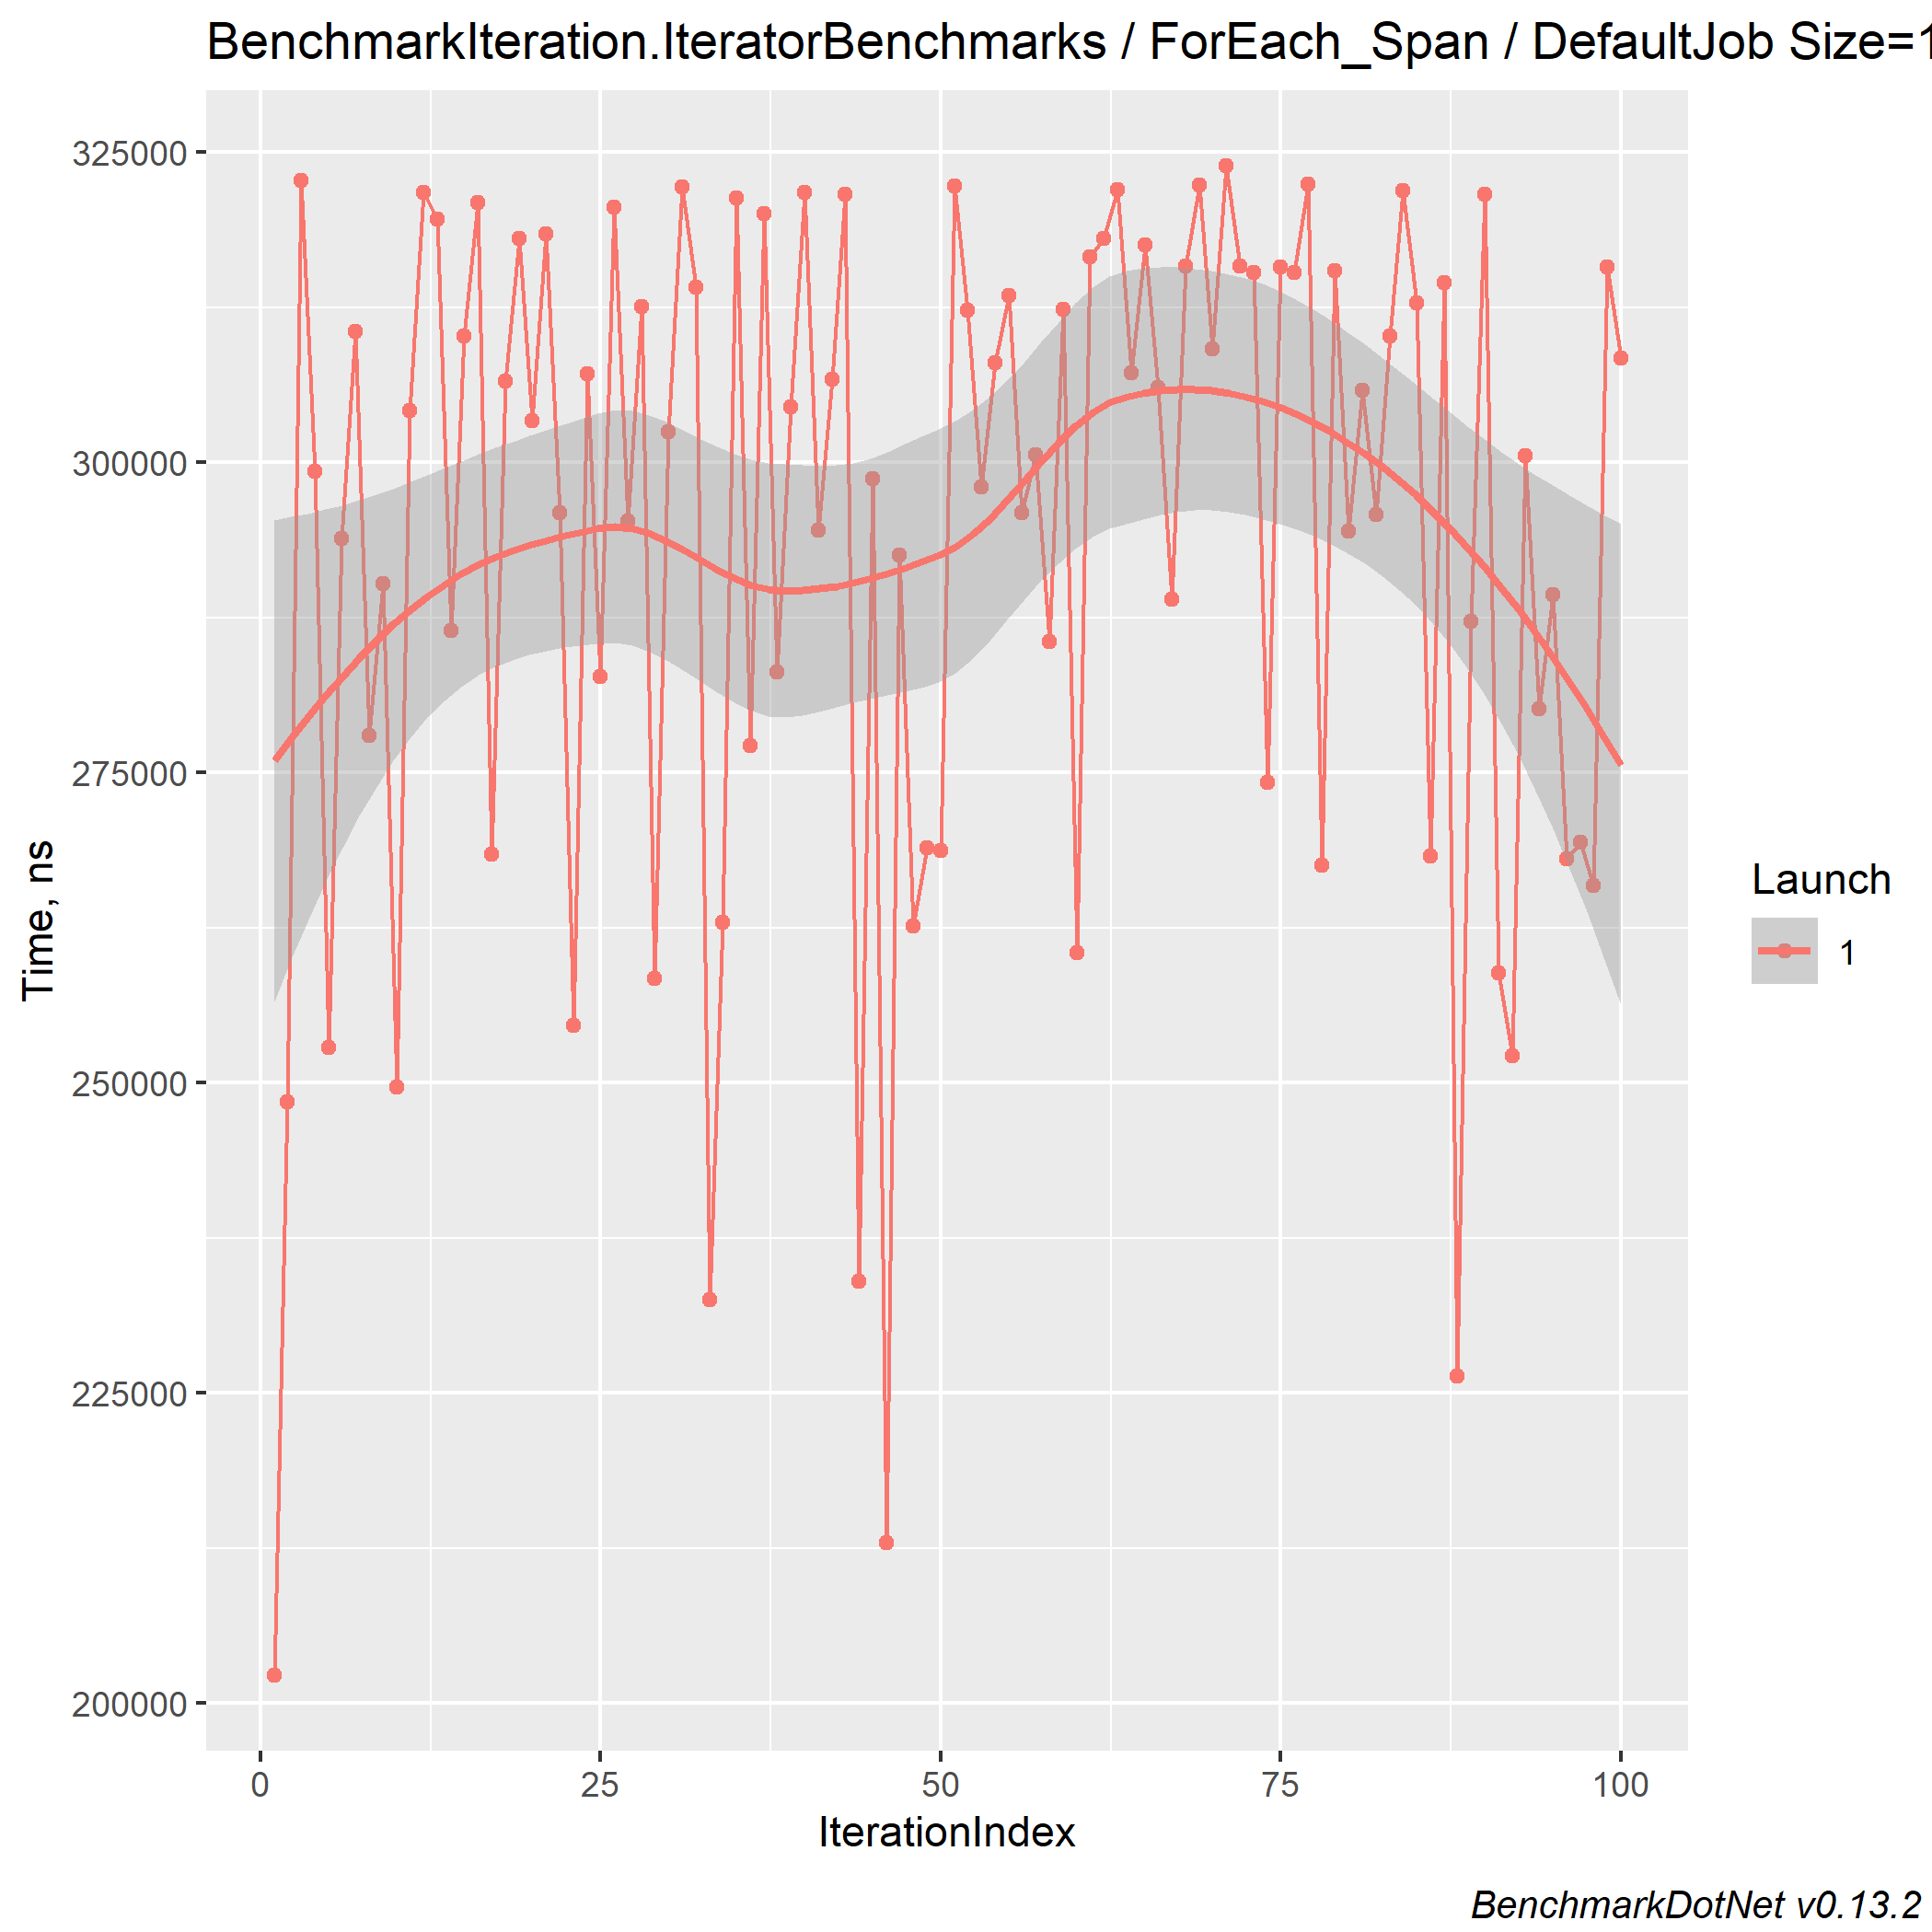 BenchmarkIteration.IteratorBenchmarks / ForEach_Span / DefaultJob Size=1
325000
300000
275000
250000
225000
200000
Time, ns
0 25 50 75 100
IterationIndex
Launch
1
BenchmarkDotNet v0.13.2